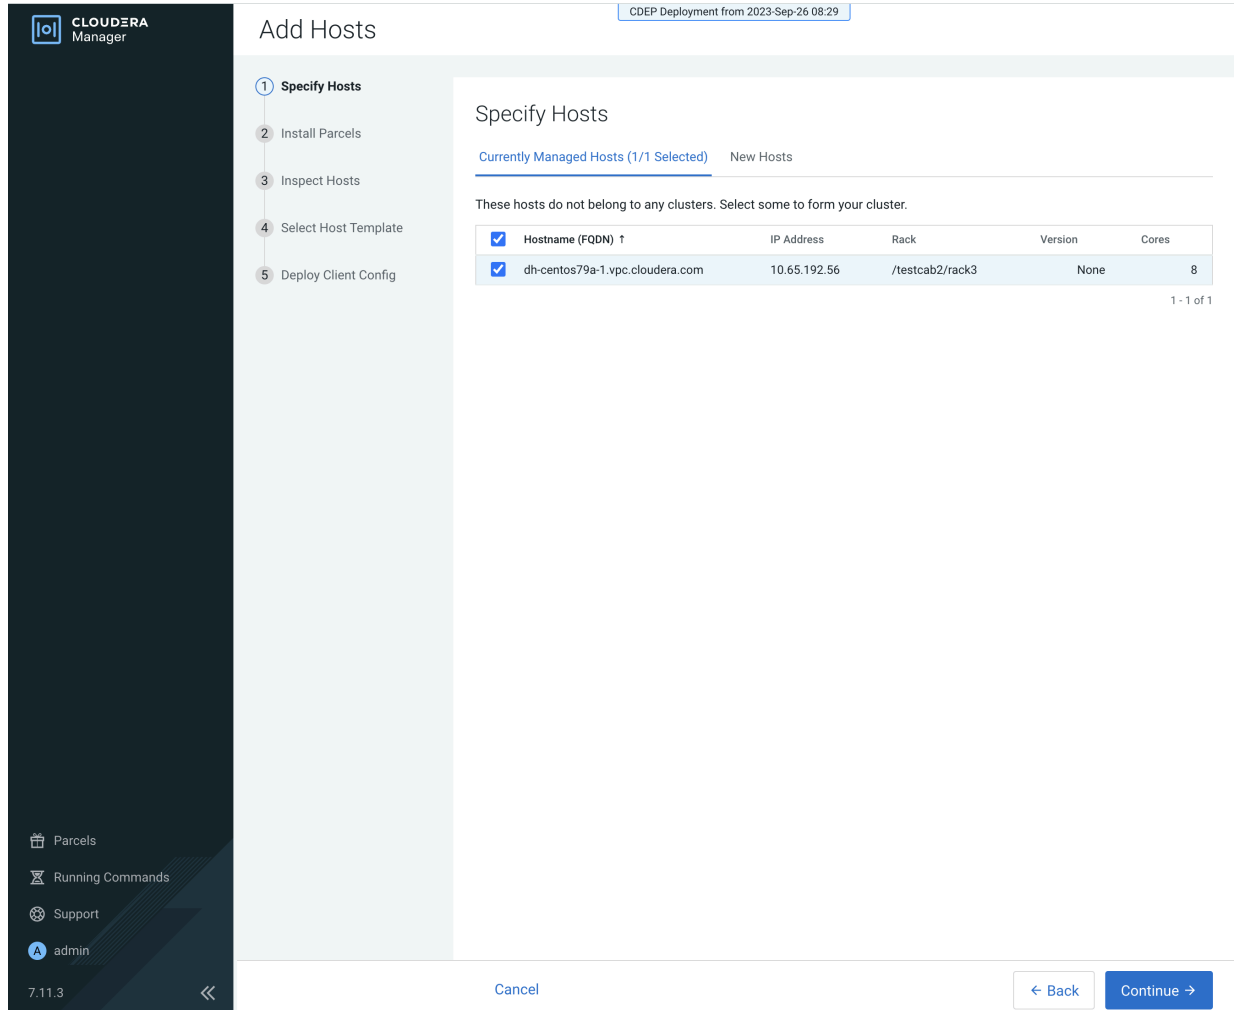 CLOUDERA
Manager
Add Hosts
CDEP Deployment from 2023-Sep-26 08:29
1 Specify Hosts
2 Install Parcels
3 Inspect Hosts
4 Select Host Template
5 Deploy Client Config
Specify Hosts
Currently Managed Hosts (1/1 Selected) New Hosts
These hosts do not belong to any clusters. Select some to form your cluster.
Hostname (FQDN) ↑ IP Address Rack Version Cores
dh-centos79a-1.vpc.cloudera.com 10.65.192.56 /testcab2/rack3 None 8
1 - 1 of 1
Parcels
Running Commands
Support
A admin
7.11.3
Cancel
← Back
Continue →